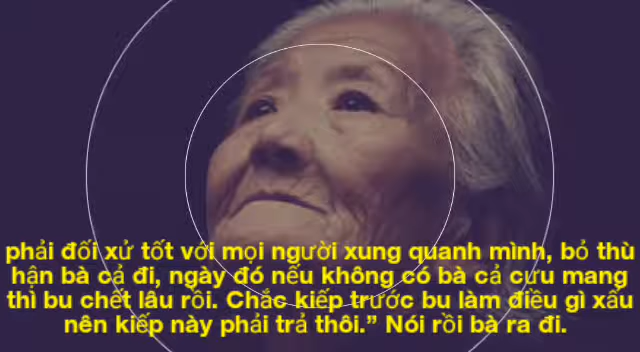 phải đối xử tốt với mọi người xung quanh mình, bỏ thù
hận bà cả đi, ngày đó nếu không có bà cả cưu mang
thì bu chết lâu rồi. Chắc kiếp trước bu làm điều gì xấu
nên kiếp này phải trả thôi.” Nói rồi bà ra đi.